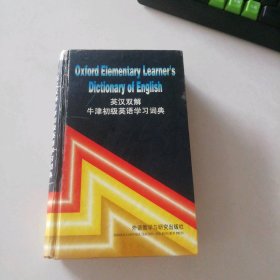 Oxford Elementary Learner's
Dictionary of English
英汉双解
牛津初级英语学习词典
外语教学与研究出版社